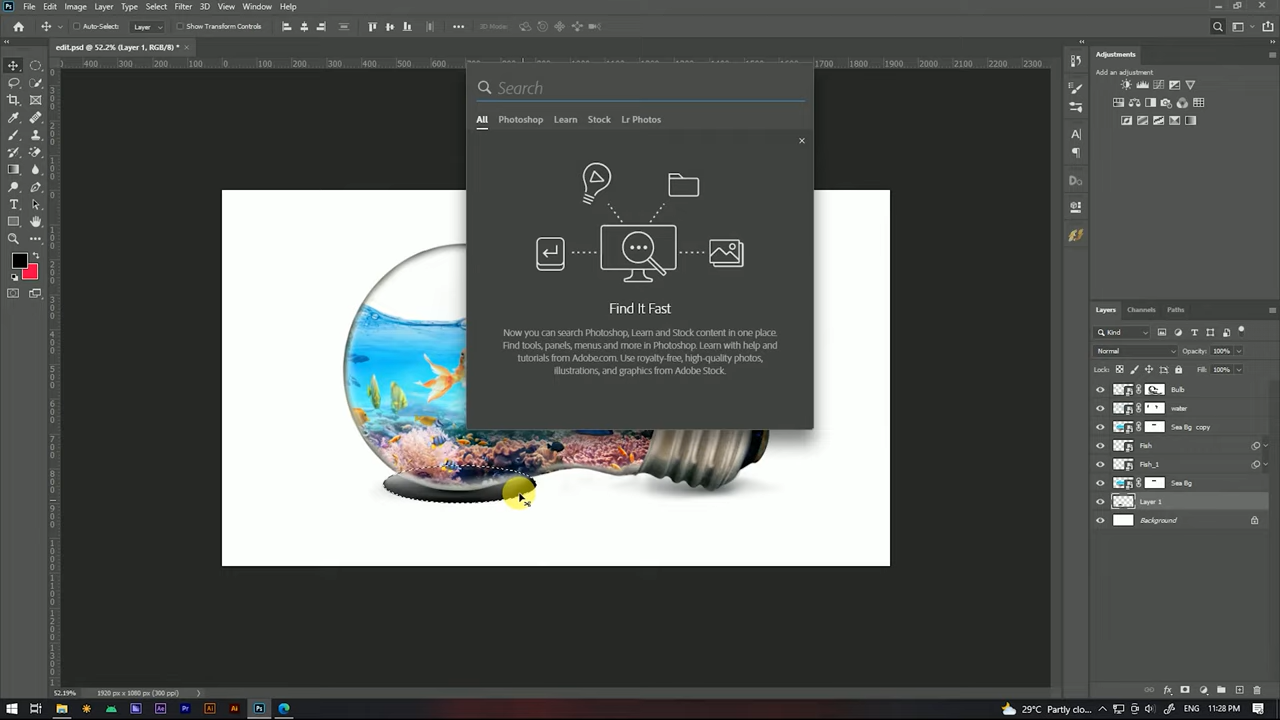 Ps File Edit Image Layer Type Select Filter 3D View Window Help
Auto-Select: Layer Show Transform Controls 3D Mode:
edit.psd @ 52.2% (Layer 1, RGB/8) *
Search
All Photoshop Learn Stock Lr Photos
Find It Fast
Now you can search Photoshop, Learn and Stock content in one place.
Find tools, panels, menus and more in Photoshop. Learn with help and
tutorials from Adobe.com. Use royalty-free, high-quality photos,
illustrations, and graphics from Adobe Stock.
Adjustments
Add an adjustment
Layers Channels Paths
Kind
Normal Opacity: 100%
Locks: Fill: 100%
Bulb
water
Sea Bg copy
Fish
Fish_1
Sea Bg
Layer 1
Background
52.19% 1920 px x 1080 px (300 ppi)
29°C Partly clo... 11:28 PM